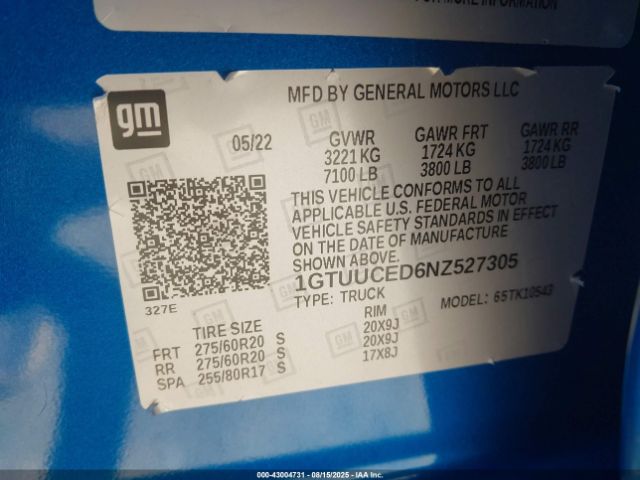 FOR MORE INFORMATION
gm
MFD BY GENERAL MOTORS LLC
05/22
GVWR GAWR FRT GAWR RR
3221 KG 1724 KG 1724 KG
7100 LB 3800 LB 3800 LB
THIS VEHICLE CONFORMS TO ALL
APPLICABLE U.S. FEDERAL MOTOR
VEHICLE SAFETY STANDARDS IN EFFECT
ON THE DATE OF MANUFACTURE
SHOWN ABOVE.
1GTUUCED6NZ527305
TYPE: TRUCK MODEL: 65TK10543
327E
TIRE SIZE RIM
FRT 275/60R20 S 20X9J
RR 275/60R20 S 20X9J
SPA 255/80R17 S 17X8J
000-43004731 - 08/15/2025 - IAA Inc.